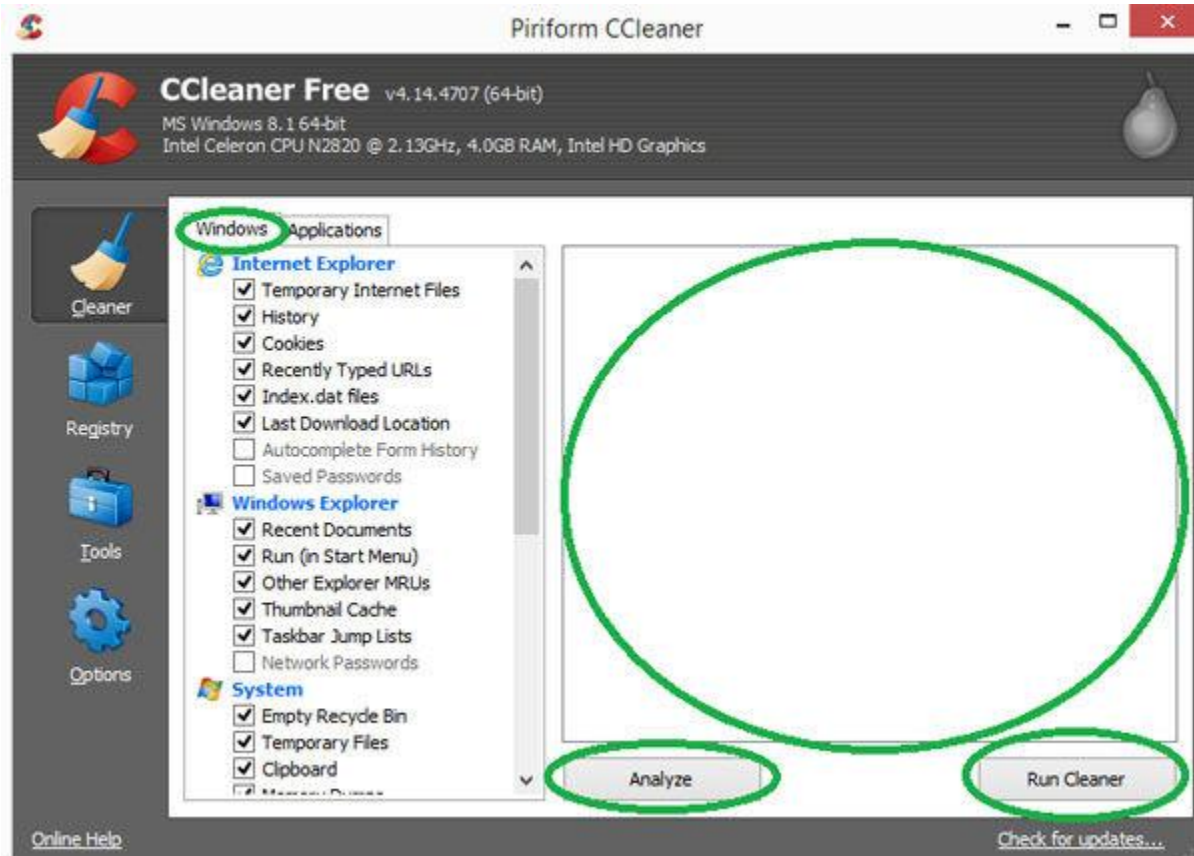 Piriform CCleaner
CCleaner Free v4.14.4707 (64-bit)
MS Windows 8.1 64-bit
Intel Celeron CPU N2820 @ 2.13GHz, 4.0GB RAM, Intel HD Graphics
Cleaner
Registry
Tools
Options
Windows Applications
Internet Explorer
Temporary Internet Files
History
Cookies
Recently Typed URLs
Index.dat files
Last Download Location
Autocomplete Form History
Saved Passwords
Windows Explorer
Recent Documents
Run (in Start Menu)
Other Explorer MRUs
Thumbnail Cache
Taskbar Jump Lists
Network Passwords
System
Empty Recycle Bin
Temporary Files
Clipboard
Analyze
Run Cleaner
Online Help
Check for updates...